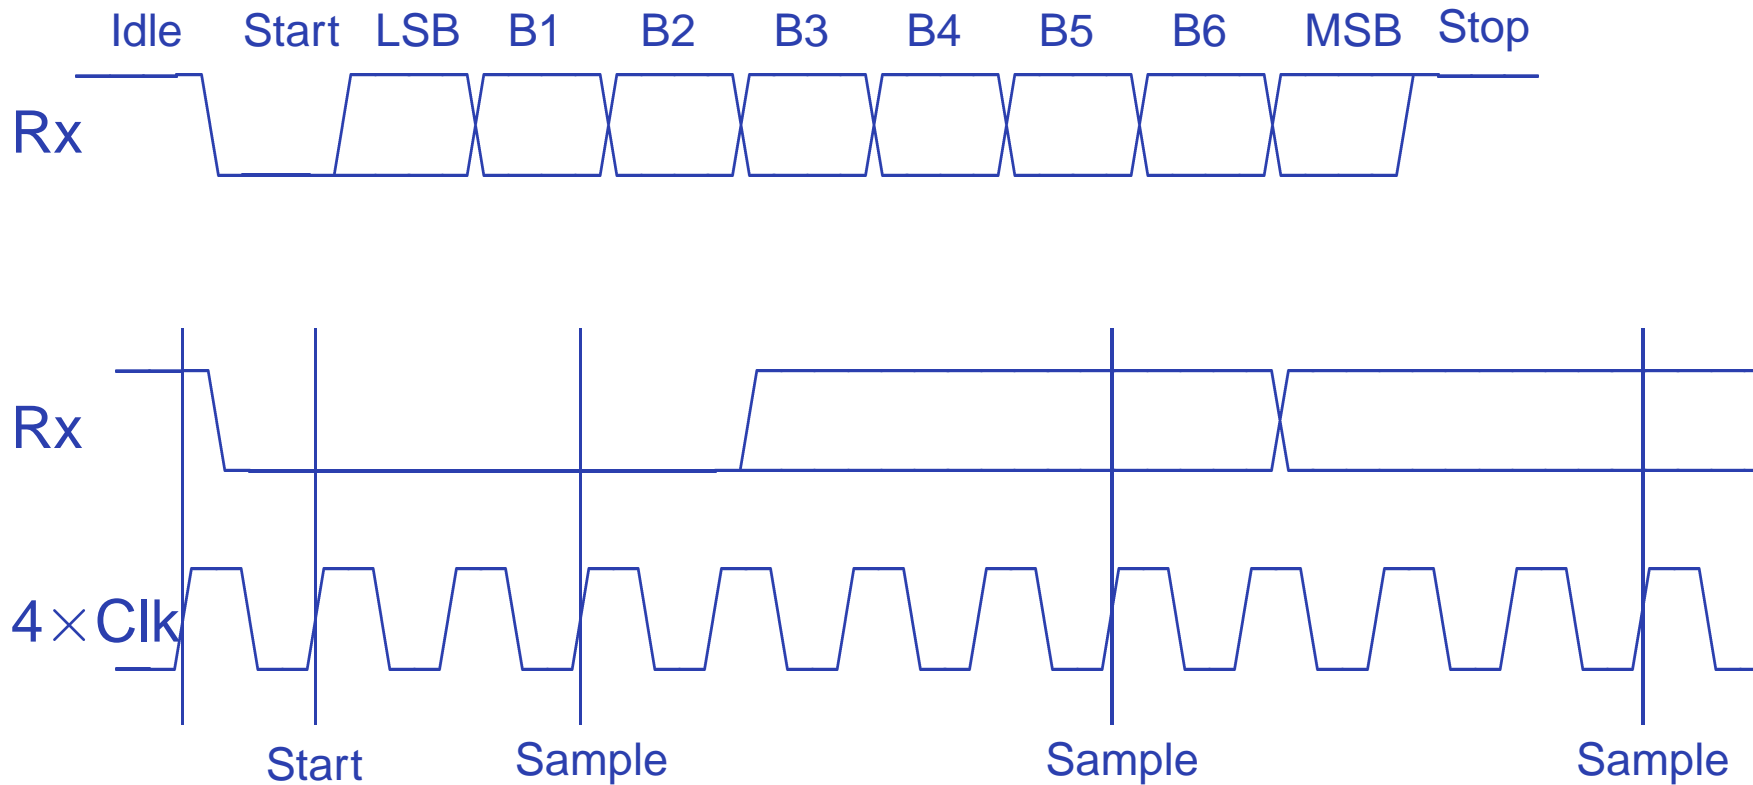 Idle Start LSB B1 B2 B3 B4 B5 B6 MSB Stop
Rx
Rx
4×Clk
Start Sample Sample Sample